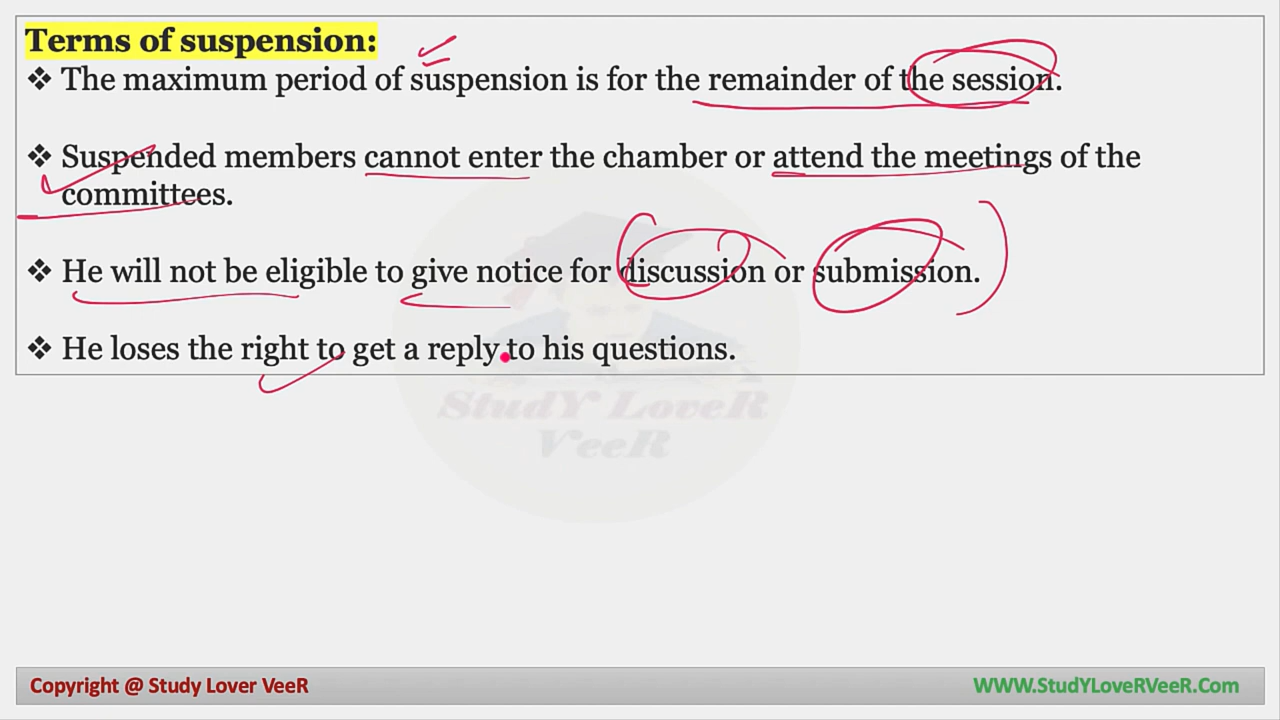 Terms of suspension:
❖ The maximum period of suspension is for the remainder of the session.
❖ Suspended members cannot enter the chamber or attend the meetings of the
committees.
❖ He will not be eligible to give notice for discussion or submission.
❖ He loses the right to get a reply to his questions.
StudY LoveR
VeeR
Copyright @ Study Lover VeeR
WWW.StudYLoveRVeeR.Com